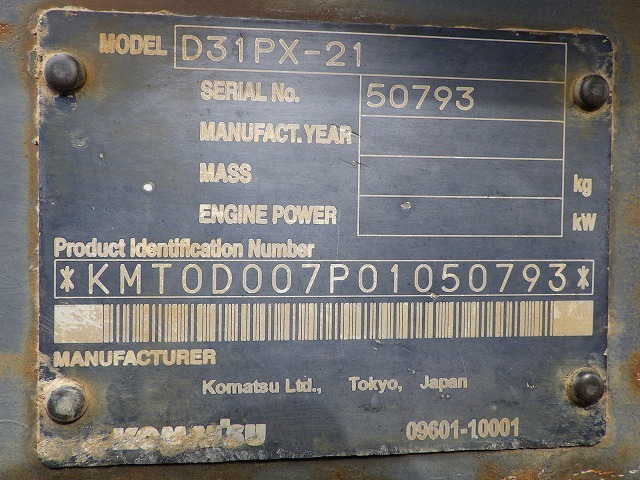 MODEL D31PX-21
SERIAL No. 50793
MANUFACT. YEAR
MASS kg
ENGINE POWER kW
Product Identification Number
*KMT0D007P01050793*
MANUFACTURER
Komatsu Ltd., Tokyo, Japan
KOMATSU 09601-10001